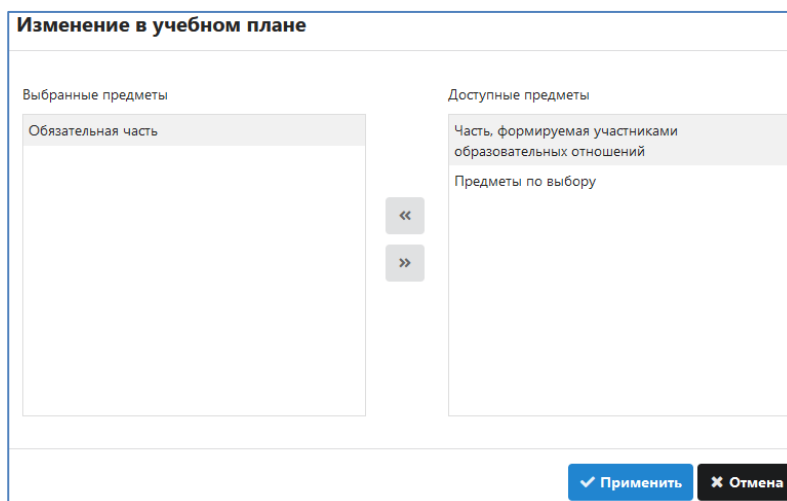 Изменение в учебном плане
Выбранные предметы
Доступные предметы
Обязательная часть
Часть, формируемая участниками
образовательных отношений
Предметы по выбору
Применить
Отмена